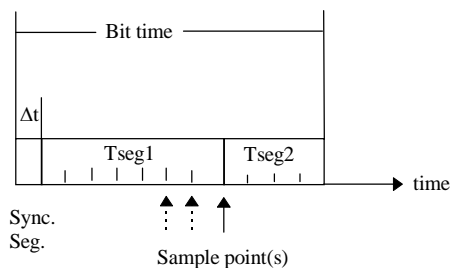 Bit time
Δt
Tseg1
Tseg2
time
Sync.
Seg.
Sample point(s)